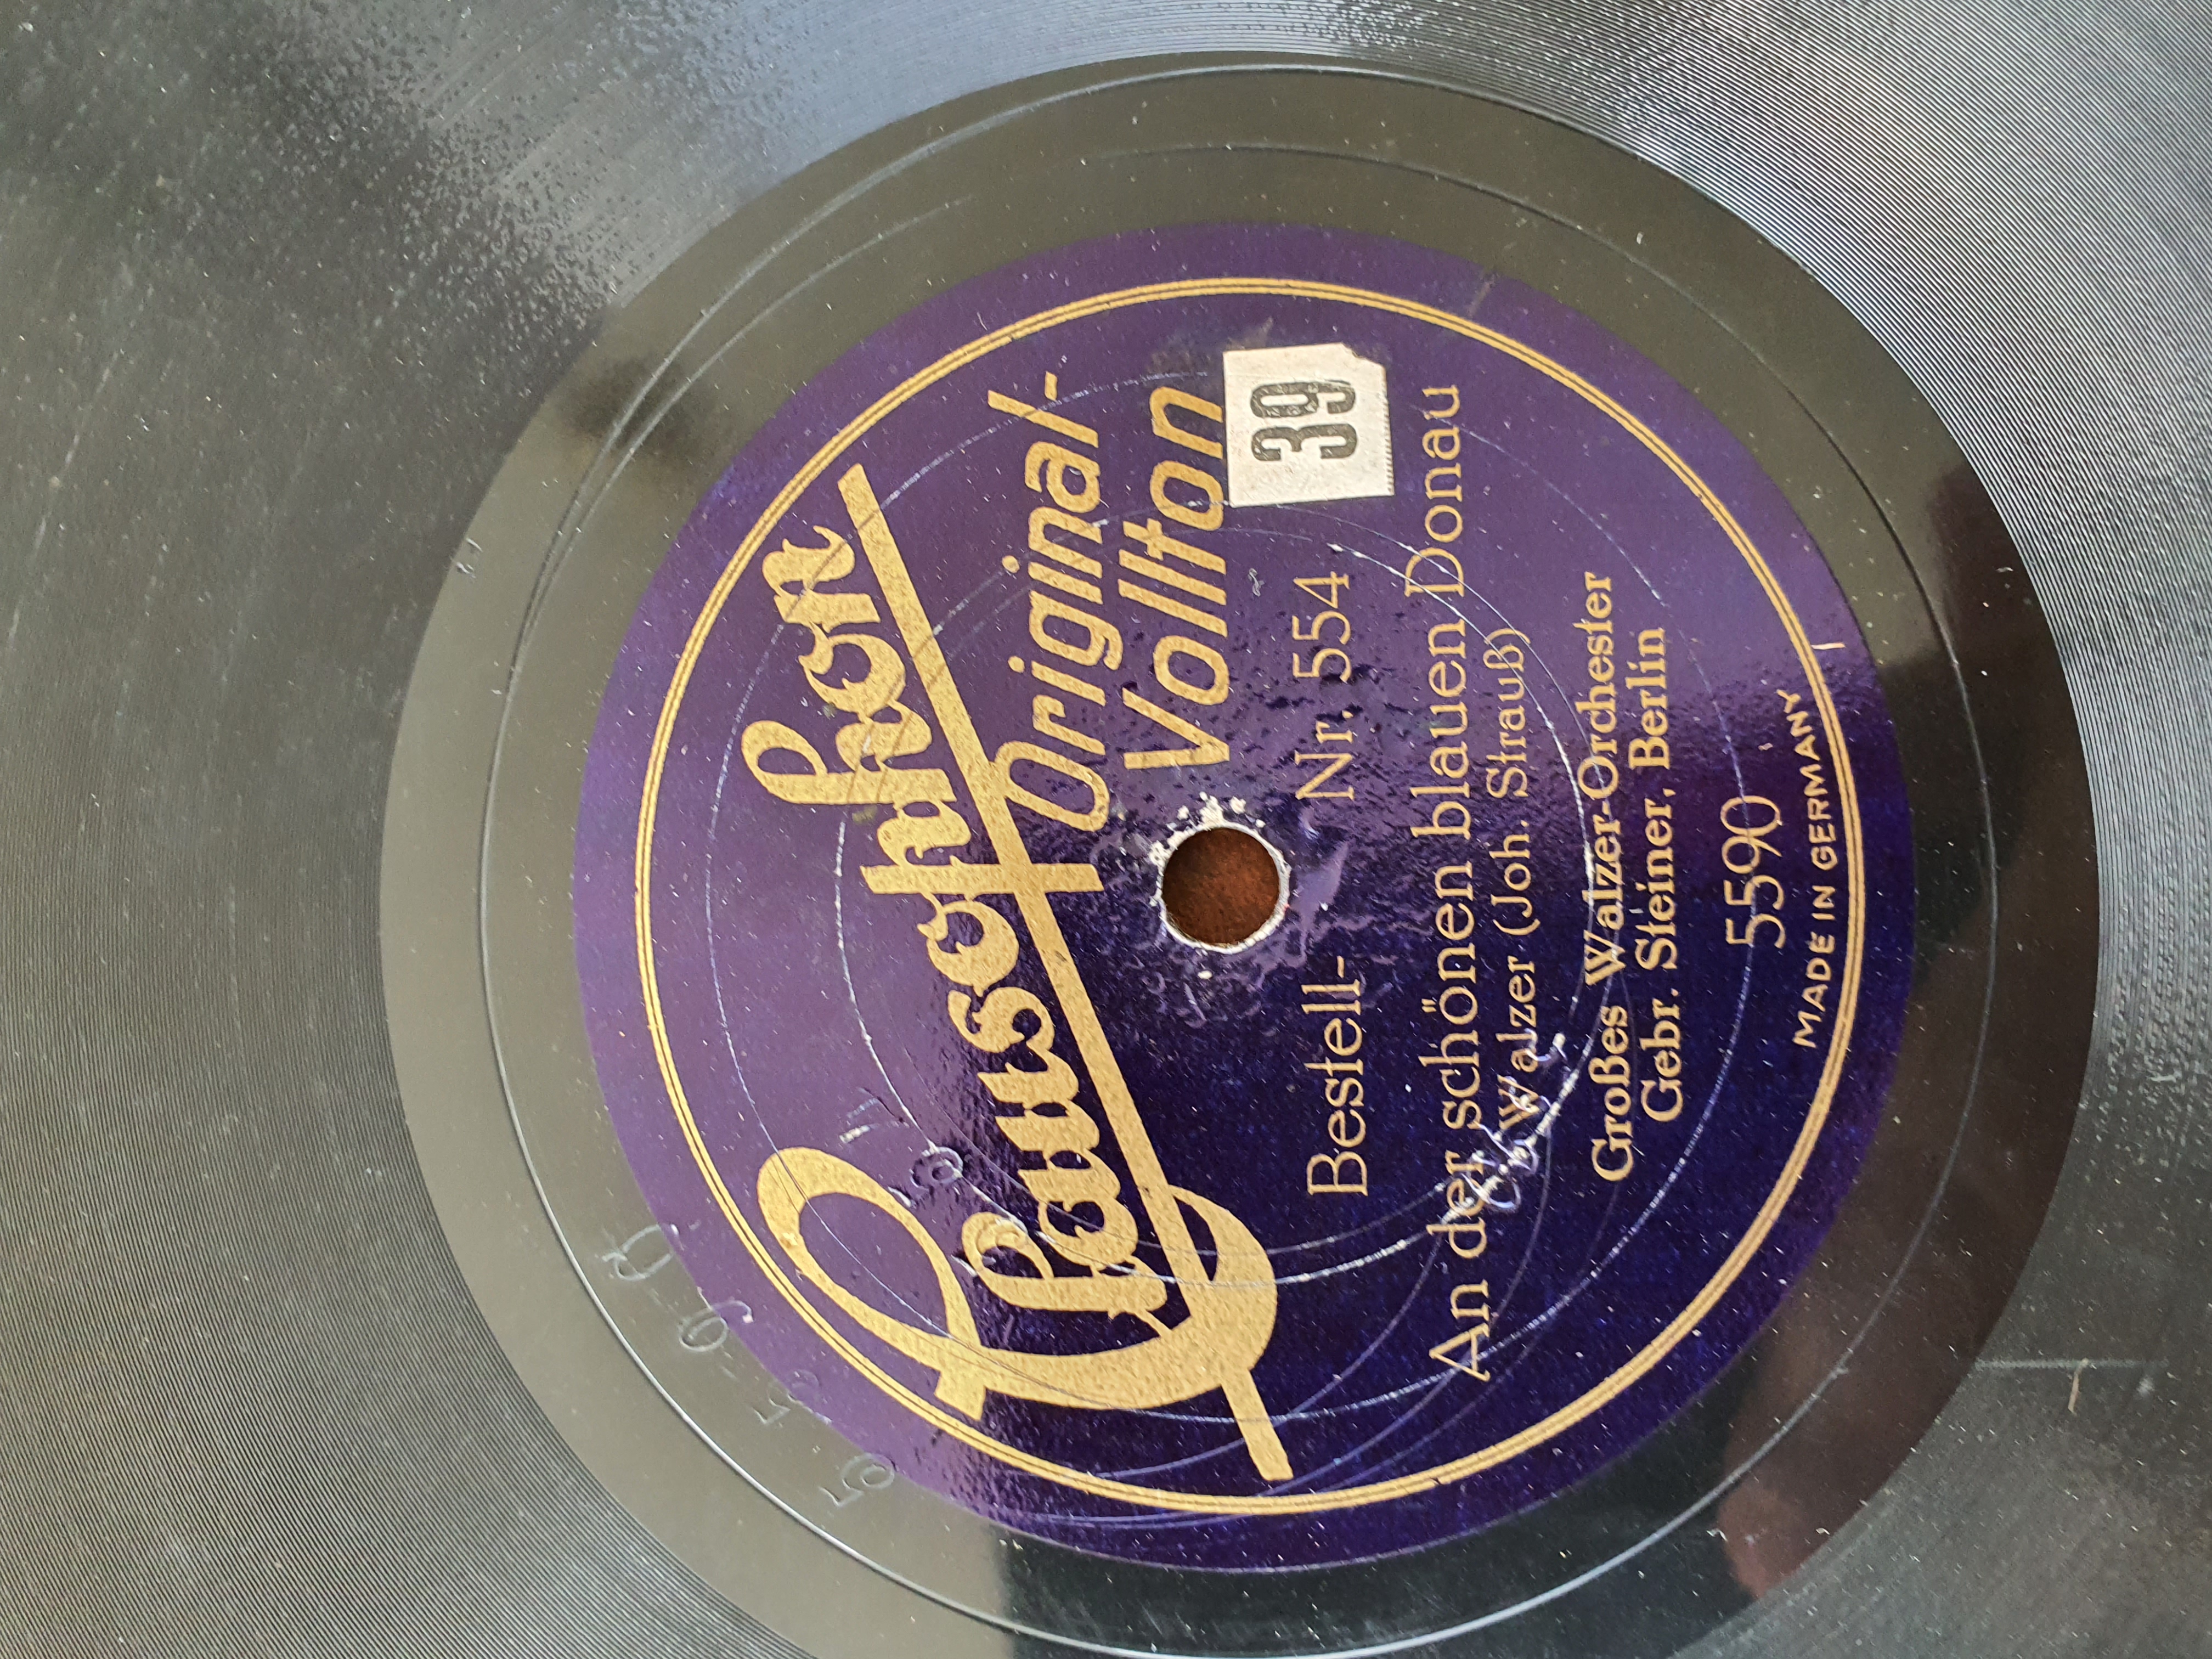 Pawsophon
Original-
Vollton
39
Bestell- Nr. 554
An der schönen blauen Donau
Walzer (Joh. Strauß)
Großes Walzer-Orchester
Gebr. Steiner, Berlin
5590
MADE IN GERMANY